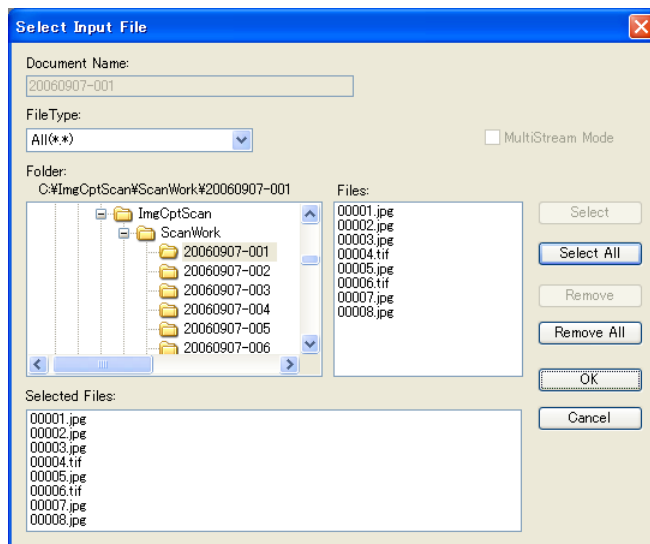 Select Input File
Document Name:
20060907-001
FileType:
All(*.*)
MultiStream Mode
Folder:
C:¥ImgCptScan¥ScanWork¥20060907-001
ImgCptScan
ScanWork
20060907-001
20060907-002
20060907-003
20060907-004
20060907-005
20060907-006
Files:
00001.jpg
00002.jpg
00003.jpg
00004.tif
00005.jpg
00006.tif
00007.jpg
00008.jpg
Select
Select All
Remove
Remove All
OK
Cancel
Selected Files:
00001.jpg
00002.jpg
00003.jpg
00004.tif
00005.jpg
00006.tif
00007.jpg
00008.jpg